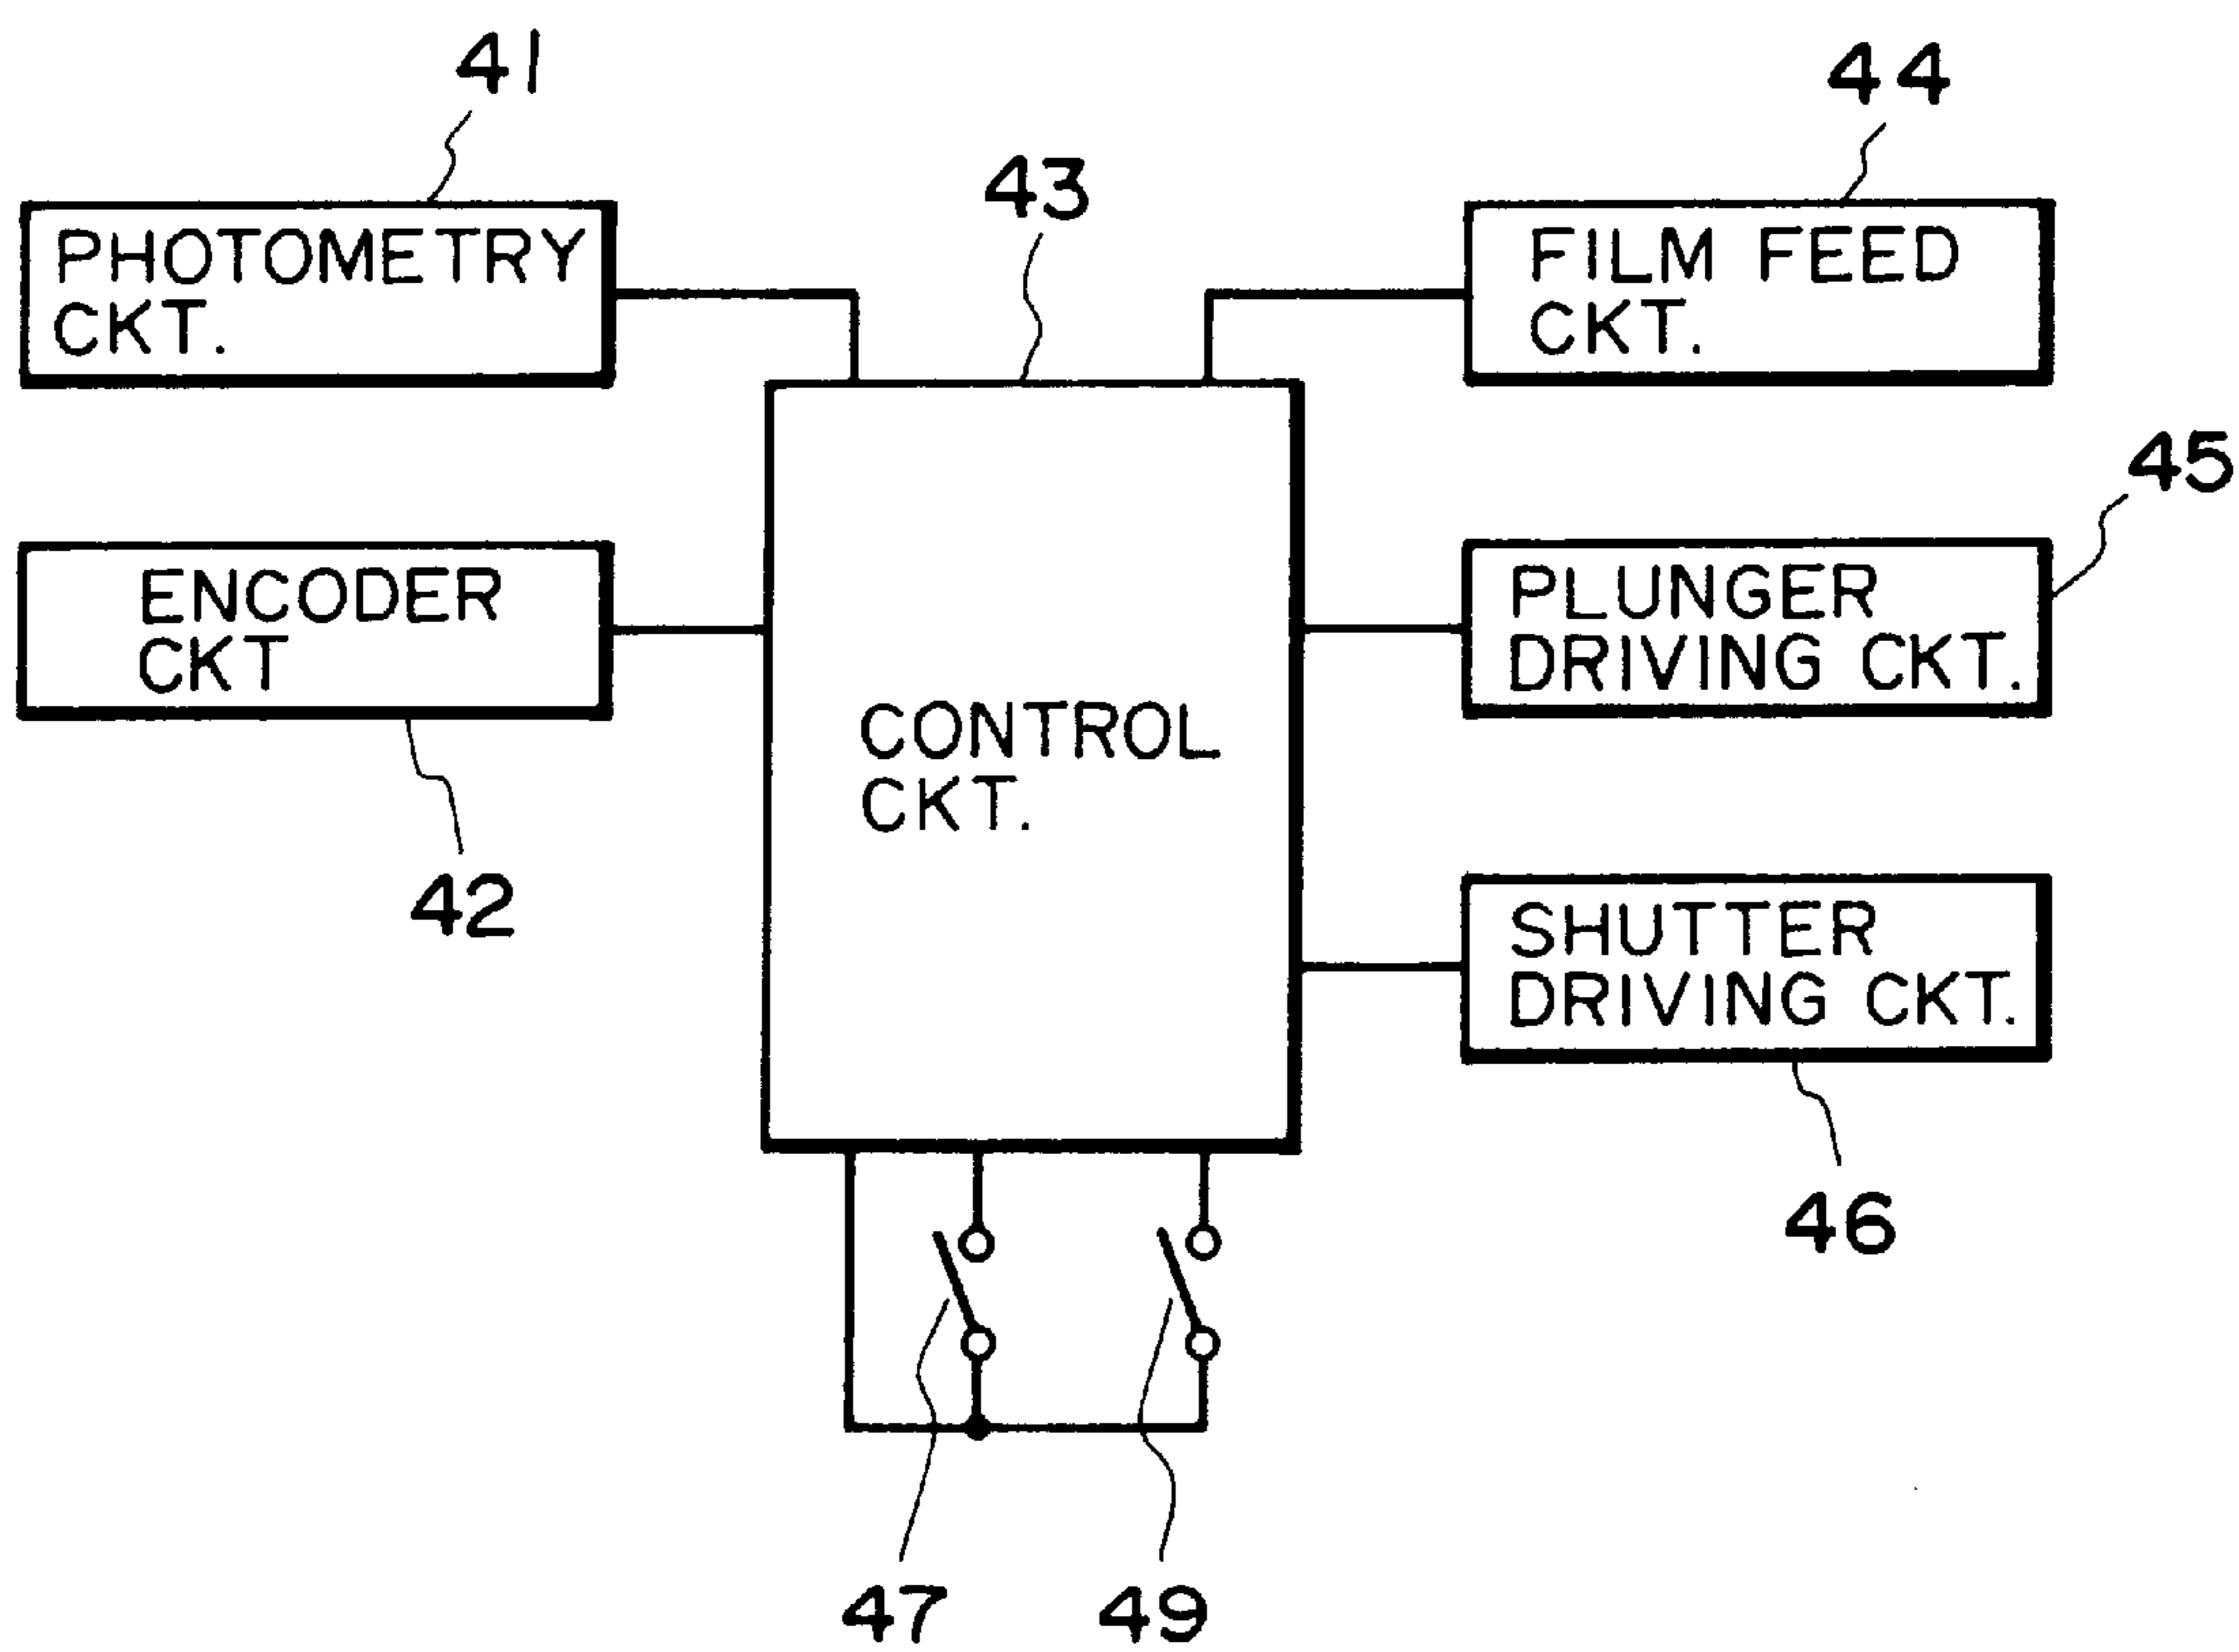 41
44
43
PHOTOMETRY
CKT.
FILM FEED
CKT.
45
ENCODER
CKT
PLUNGER
DRIVING CKT.
CONTROL
CKT.
42
SHUTTER
DRIVING CKT.
46
47
49